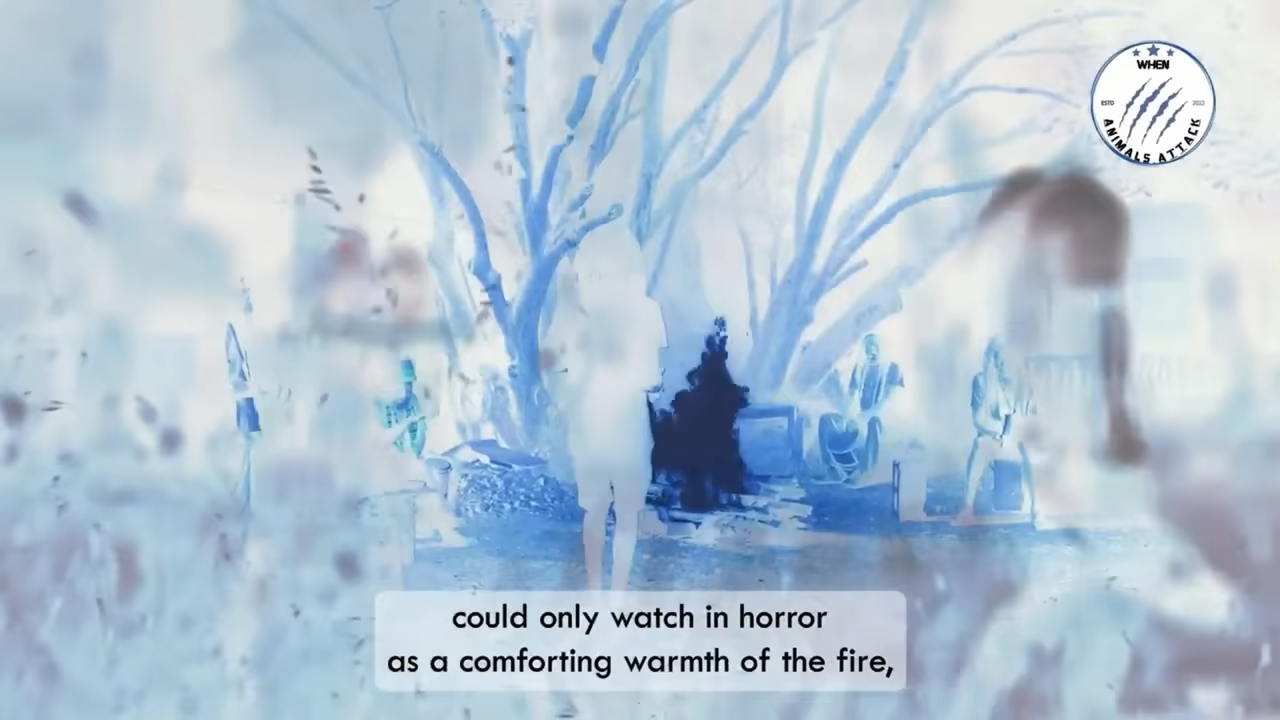 WHEN
ESTD 2022
ANIMALS ATTACK
could only watch in horror
as a comforting warmth of the fire,